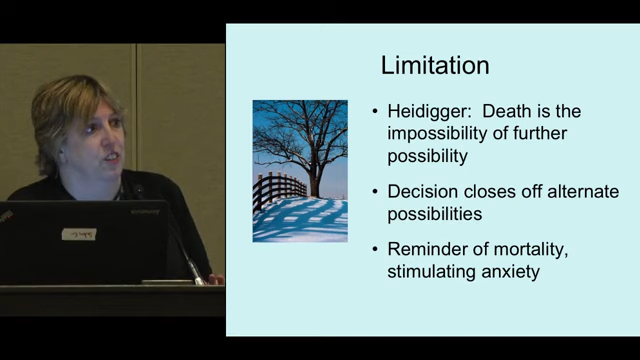 Limitation
• Heidigger: Death is the
impossibility of further
possibility
• Decision closes off alternate
possibilities
• Reminder of mortality,
stimulating anxiety
lenovo